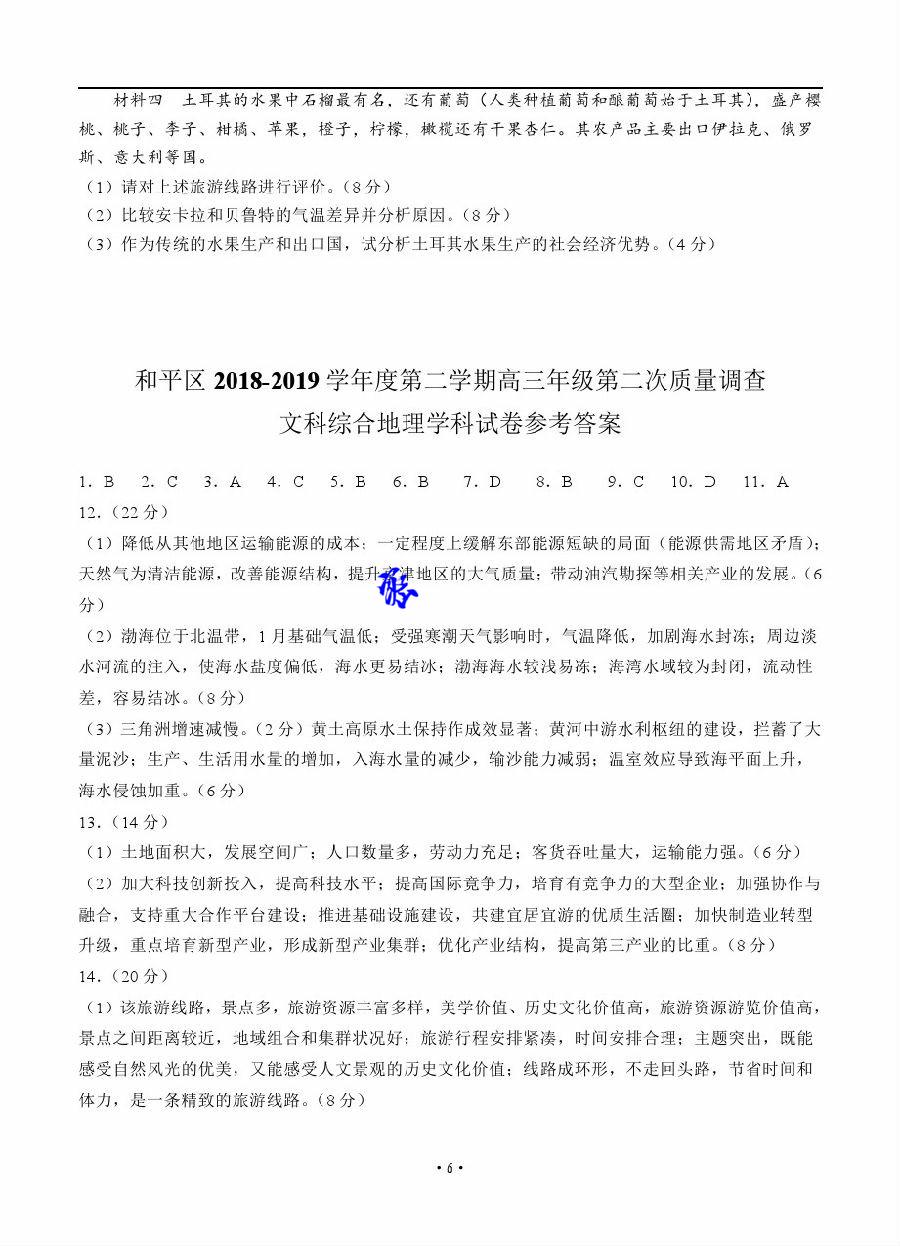 材料四 土耳其的水果中石榴最有名，还有葡萄（人类种植葡萄和酿葡萄始于土耳其），盛产樱
桃、桃子、李子、柑橘、苹果，橙子，柠檬，橄榄还有干果杏仁。其农产品主要出口伊拉克、俄罗
斯、意大利等国。
（1）请对上述旅游线路进行评价。（8分）
（2）比较安卡拉和贝鲁特的气温差异并分析原因。（8分）
（3）作为传统的水果生产和出口国，试分析土耳其水果生产的社会经济优势。（4分）
和平区 2018-2019 学年度第二学期高三年级第二次质量调查
文科综合地理学科试卷参考答案
1．B 2．C 3．A 4．C 5．B 6．B 7．D 8．B 9．C 10．D 11．A
12．（22分）
（1）降低从其他地区运输能源的成本；一定程度上缓解东部能源短缺的局面（能源供需地区矛盾）；
天然气为清洁能源，改善能源结构，提升京津地区的大气质量；带动油汽勘探等相关产业的发展。（6
分）
（2）渤海位于北温带，1月基础气温低；受强寒潮天气影响时，气温降低，加剧海水封冻；周边淡
水河流的注入，使海水盐度偏低，海水更易结冰；渤海海水较浅易冻；海湾水域较为封闭，流动性
差，容易结冰。（8分）
（3）三角洲增速减慢。（2分）黄土高原水土保持作成效显著；黄河中游水利枢纽的建设，拦蓄了大
量泥沙；生产、生活用水量的增加，入海水量的减少，输沙能力减弱；温室效应导致海平面上升，
海水侵蚀加重。（6分）
13．（14分）
（1）土地面积大，发展空间广；人口数量多，劳动力充足；客货吞吐量大，运输能力强。（6分）
（2）加大科技创新投入，提高科技水平；提高国际竞争力，培育有竞争力的大型企业；加强协作与
融合，支持重大合作平台建设；推进基础设施建设，共建宜居宜游的优质生活圈；加快制造业转型
升级，重点培育新型产业，形成新型产业集群；优化产业结构，提高第三产业的比重。（8分）
14．（20分）
（1）该旅游线路，景点多，旅游资源丰富多样，美学价值、历史文化价值高，旅游资源游览价值高，
景点之间距离较近，地域组合和集群状况好；旅游行程安排紧凑，时间安排合理；主题突出，既能
感受自然风光的优美，又能感受人文景观的历史文化价值；线路成环形，不走回头路，节省时间和
体力，是一条精致的旅游线路。（8分）
·6·